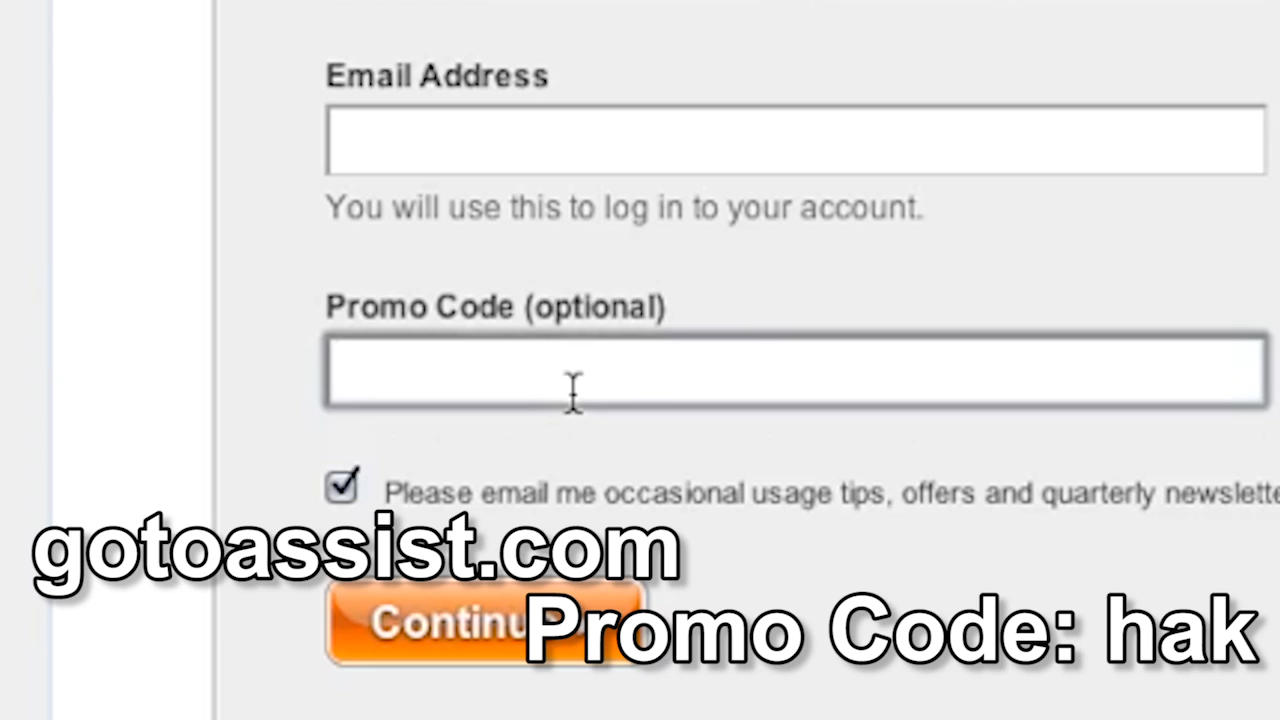 Email Address
You will use this to log in to your account.
Promo Code (optional)
Please email me occasional usage tips, offers and quarterly
gotoassist.com
Promo Code: hak